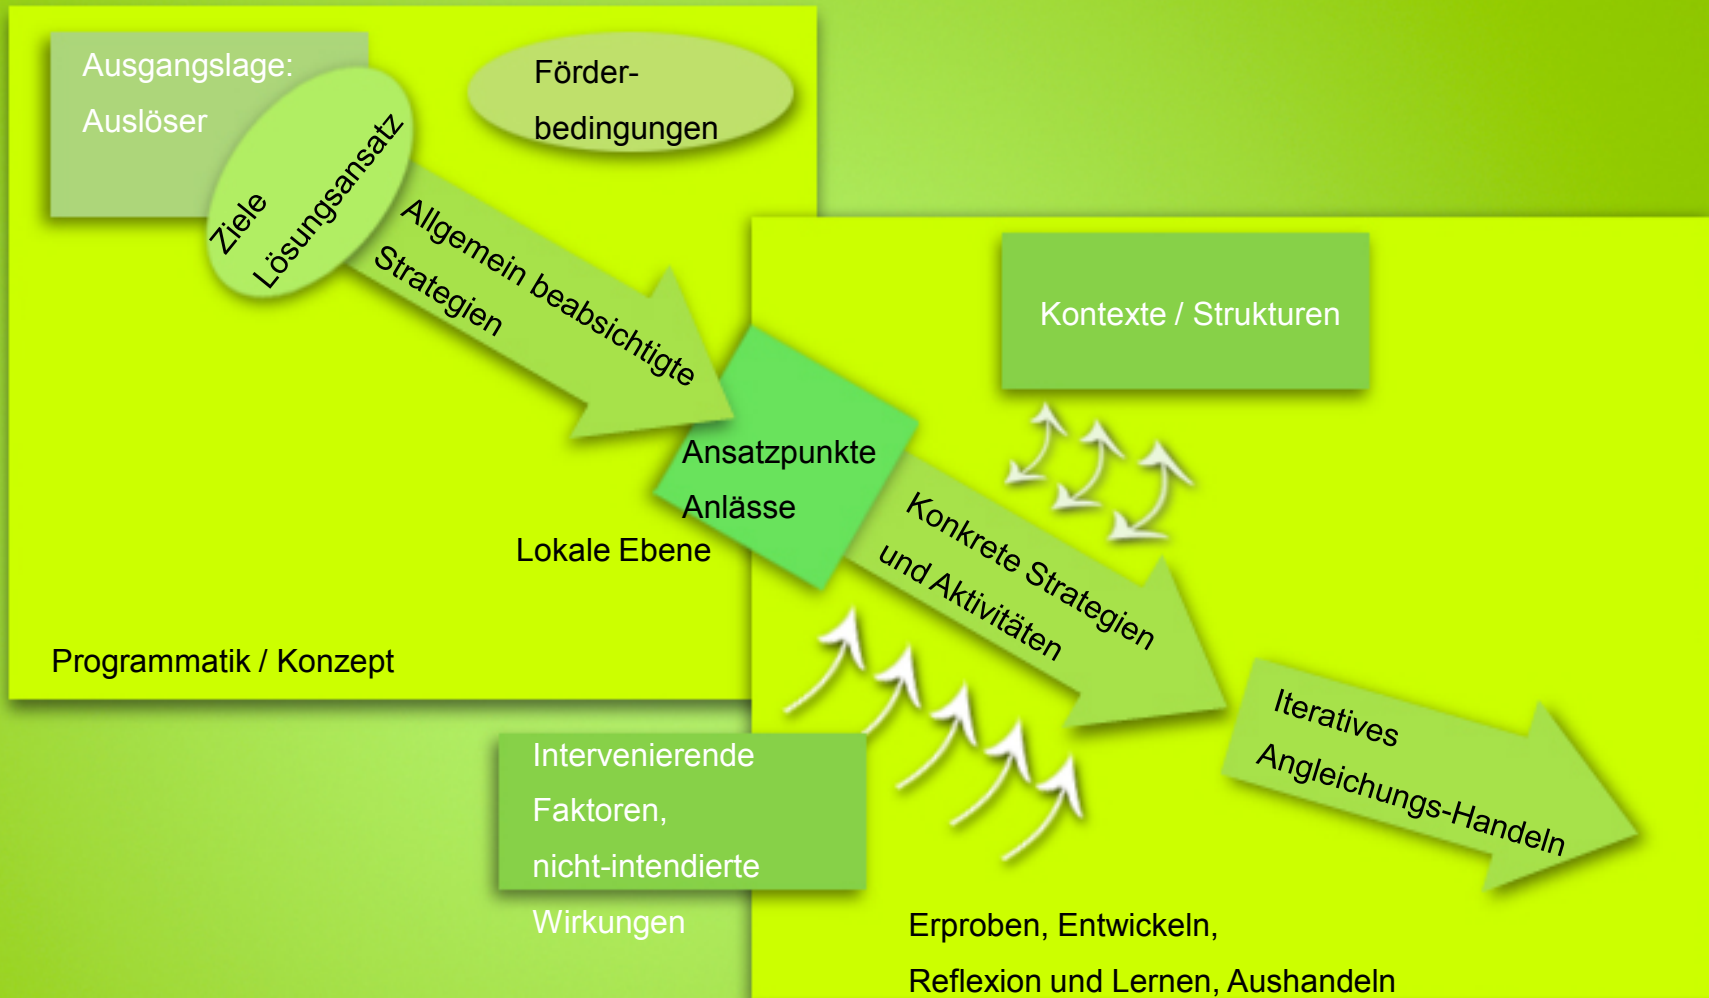 Ausgangslage:
Auslöser
Förder-
bedingungen
Ziele
Lösungsansatz
Allgemein beabsichtigte
Strategien
Kontexte / Strukturen
Ansatzpunkte
Anlässe
Lokale Ebene
Konkrete Strategien
und Aktivitäten
Programmatik / Konzept
Iteratives
Angleichungs-Handeln
Intervenierende
Faktoren,
nicht-intendierte
Wirkungen
Erproben, Entwickeln,
Reflexion und Lernen, Aushandeln